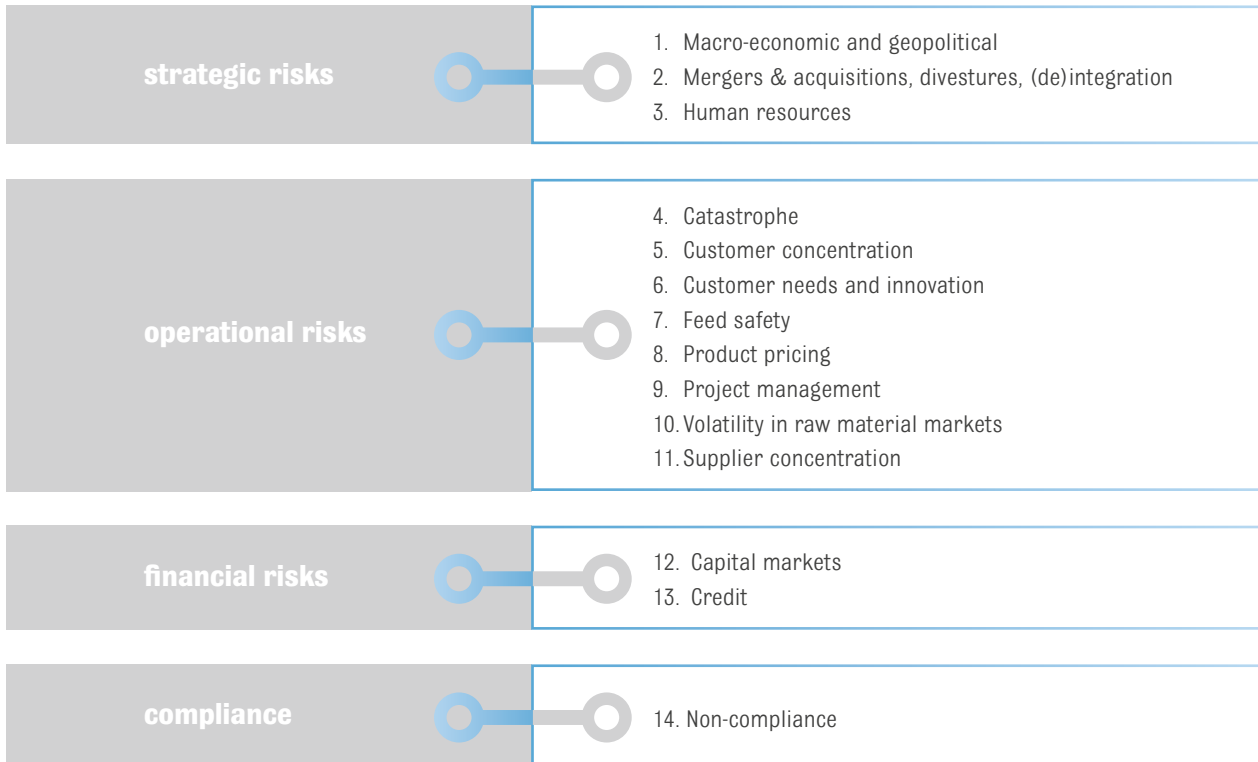 strategic risks
1. Macro-economic and geopolitical
2. Mergers & acquisitions, divestures, (de)integration
3. Human resources
operational risks
4. Catastrophe
5. Customer concentration
6. Customer needs and innovation
7. Feed safety
8. Product pricing
9. Project management
10. Volatility in raw material markets
11. Supplier concentration
financial risks
12. Capital markets
13. Credit
compliance
14. Non-compliance